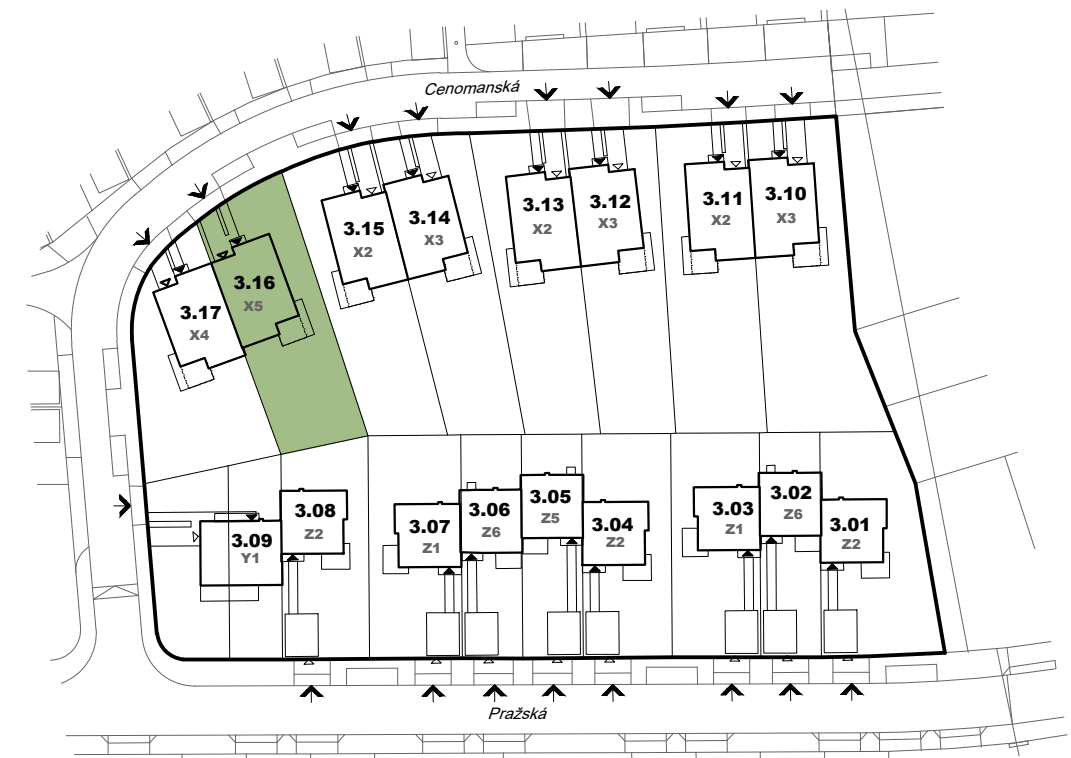 Cenomanská
3.10
X3
3.11
X2
3.12
X3
3.13
X2
3.14
X3
3.15
X2
3.16
X5
3.17
X4
3.02
Z6
3.05
Z5
3.03
Z1
3.06
Z6
3.08
Z2
3.04
Z2
3.01
Z2
3.07
Z1
3.09
Y1
Pražská